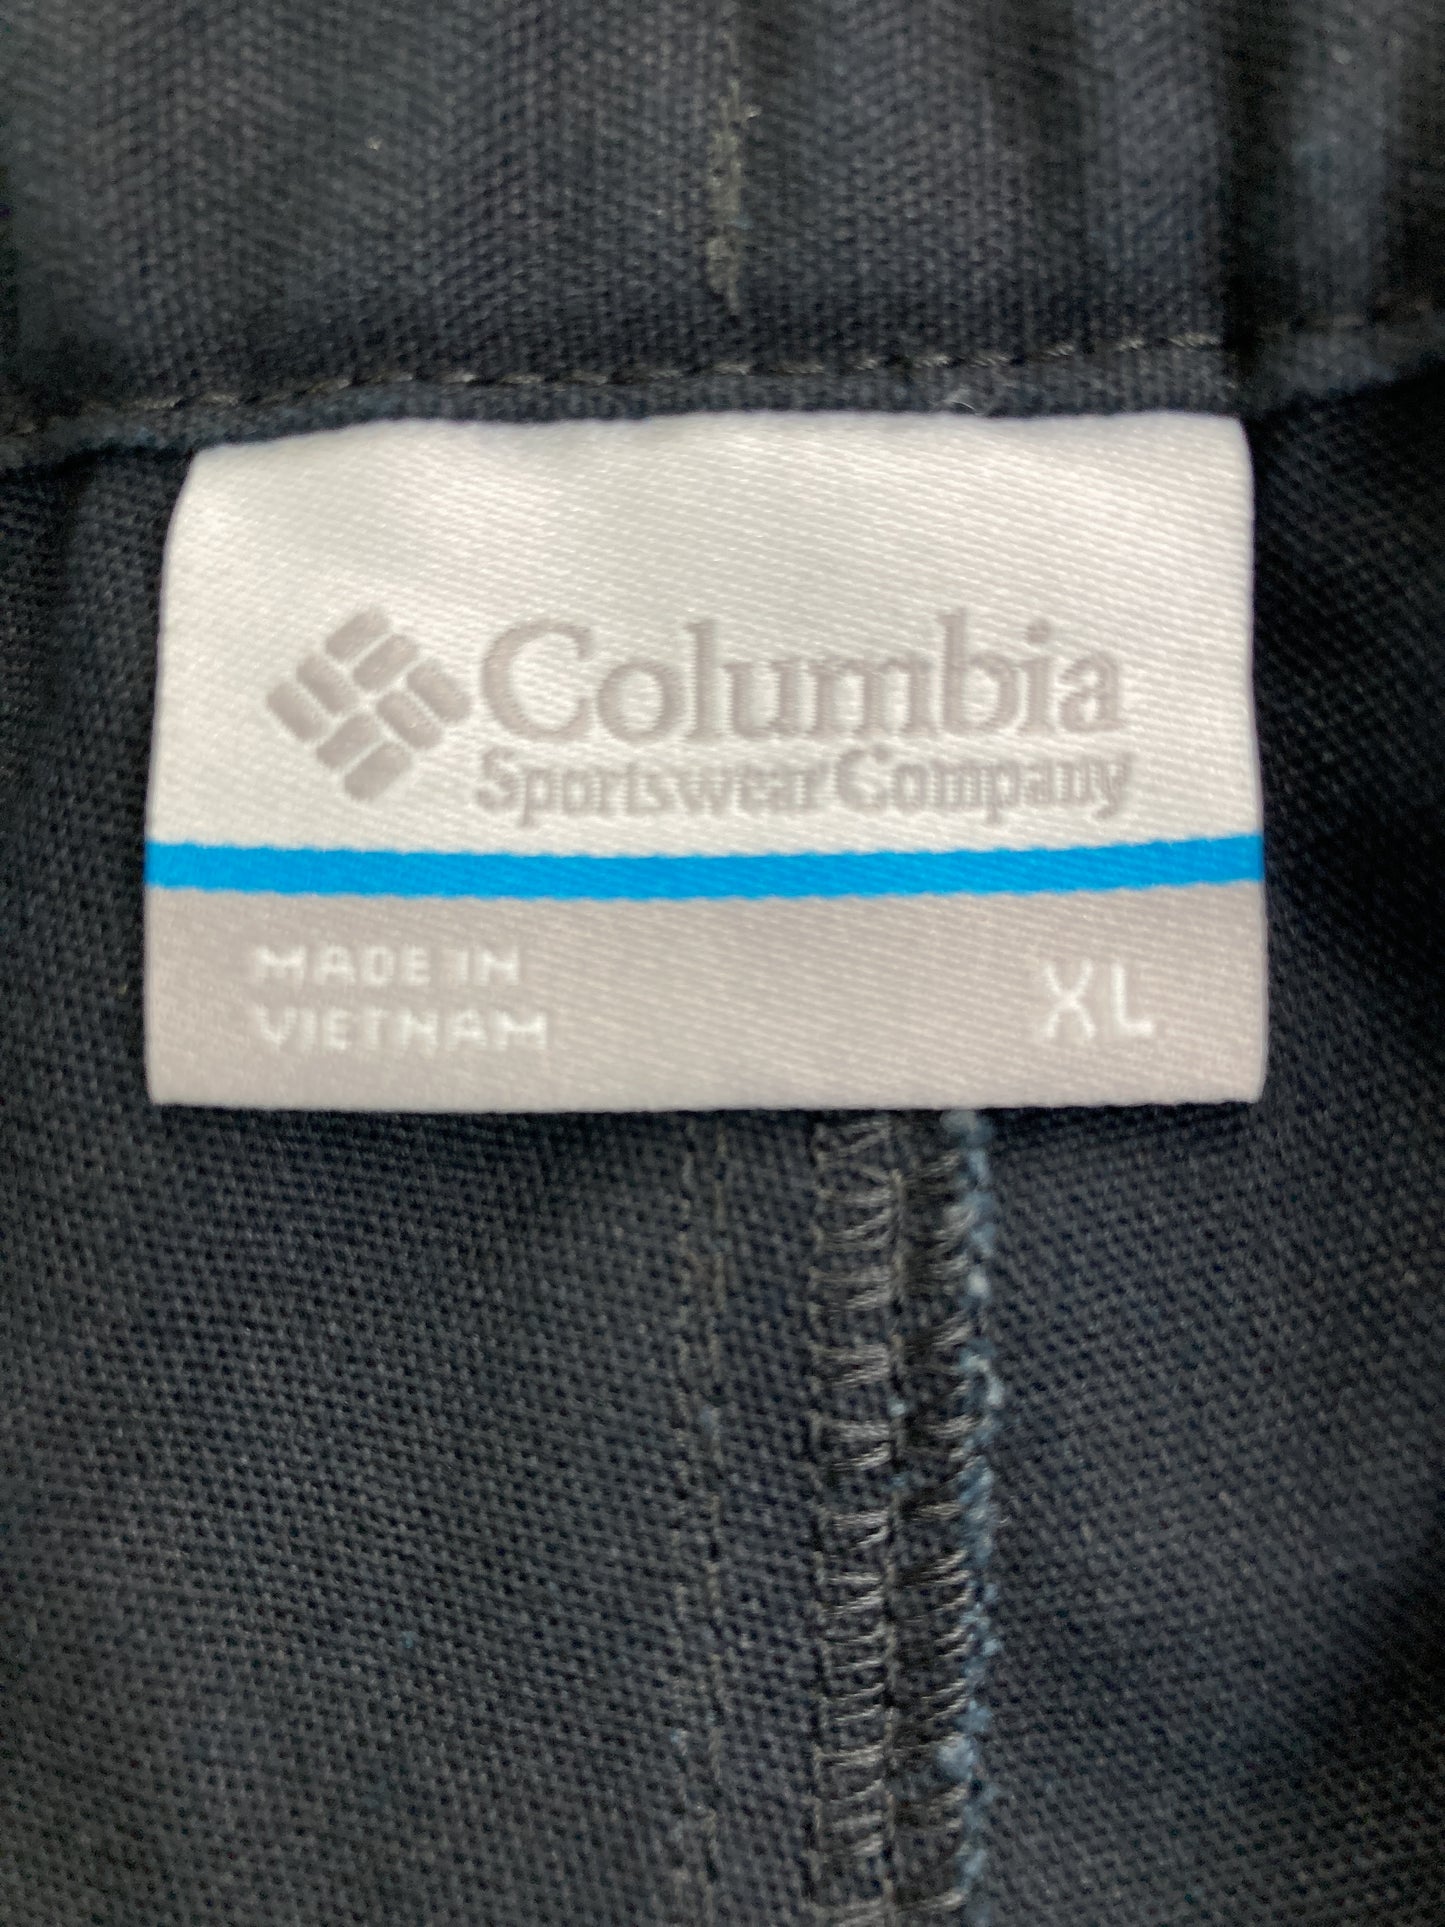 Columbia
Sportswear Company
MADE IN
VIETNAM
XL